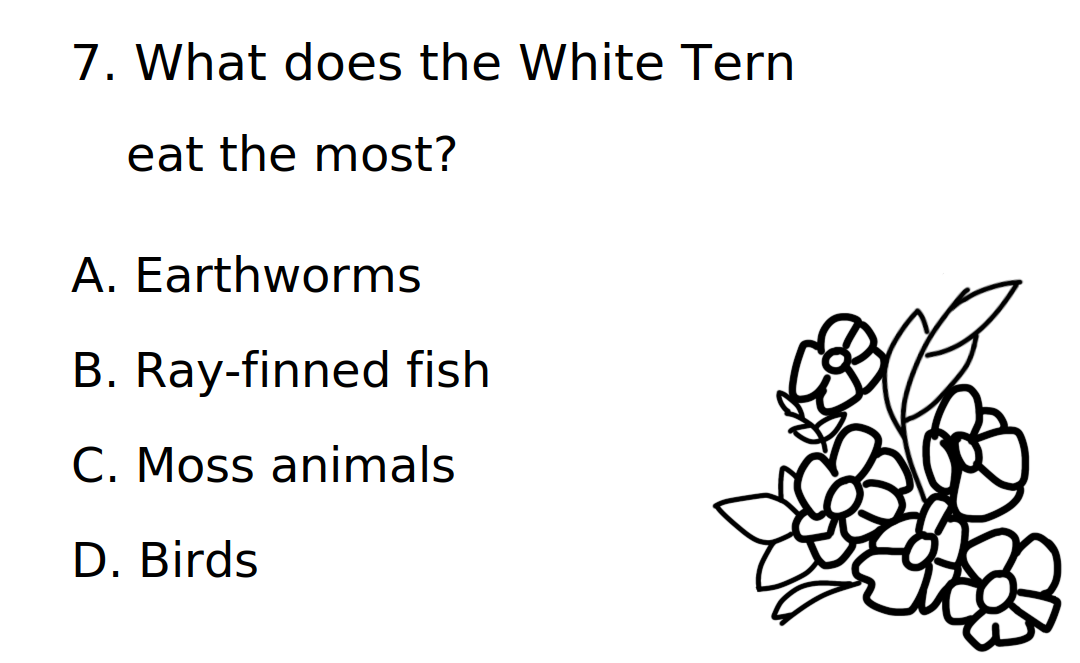 7. What does the White Tern
eat the most?
A. Earthworms
B. Ray-finned fish
C. Moss animals
D. Birds